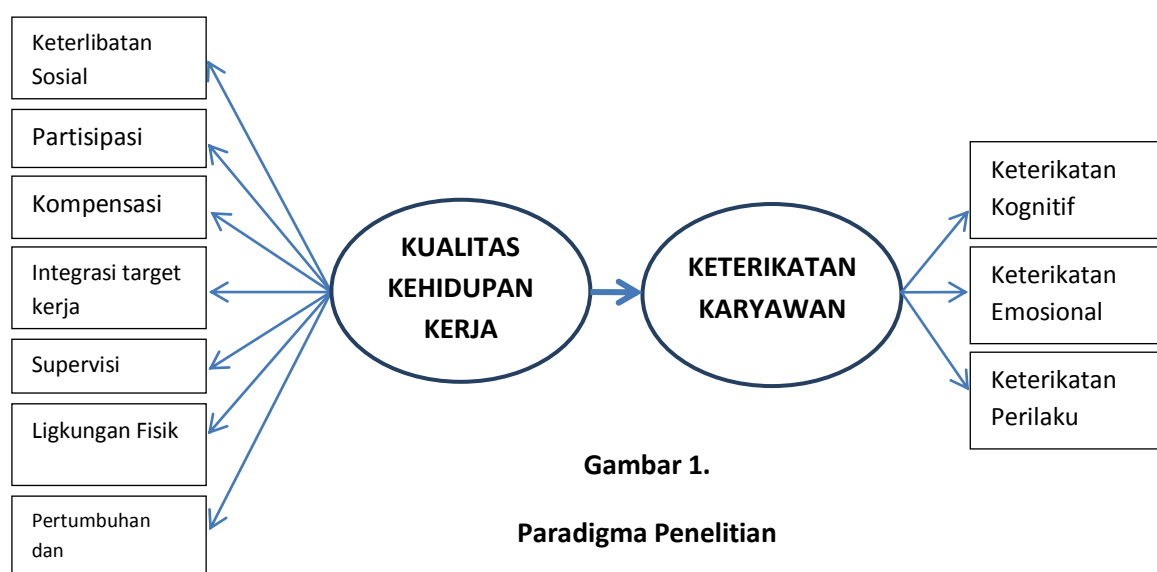 Keterlibatan
Sosial
Partisipasi
Kompensasi
Integrasi target
kerja
Supervisi
Ligkungan Fisik
Pertumbuhan
dan
KUALITAS
KEHIDUPAN
KERJA
KETERIKATAN
KARYAWAN
Keterikatan
Kognitif
Keterikatan
Emosional
Keterikatan
Perilaku
Gambar 1.
Paradigma Penelitian